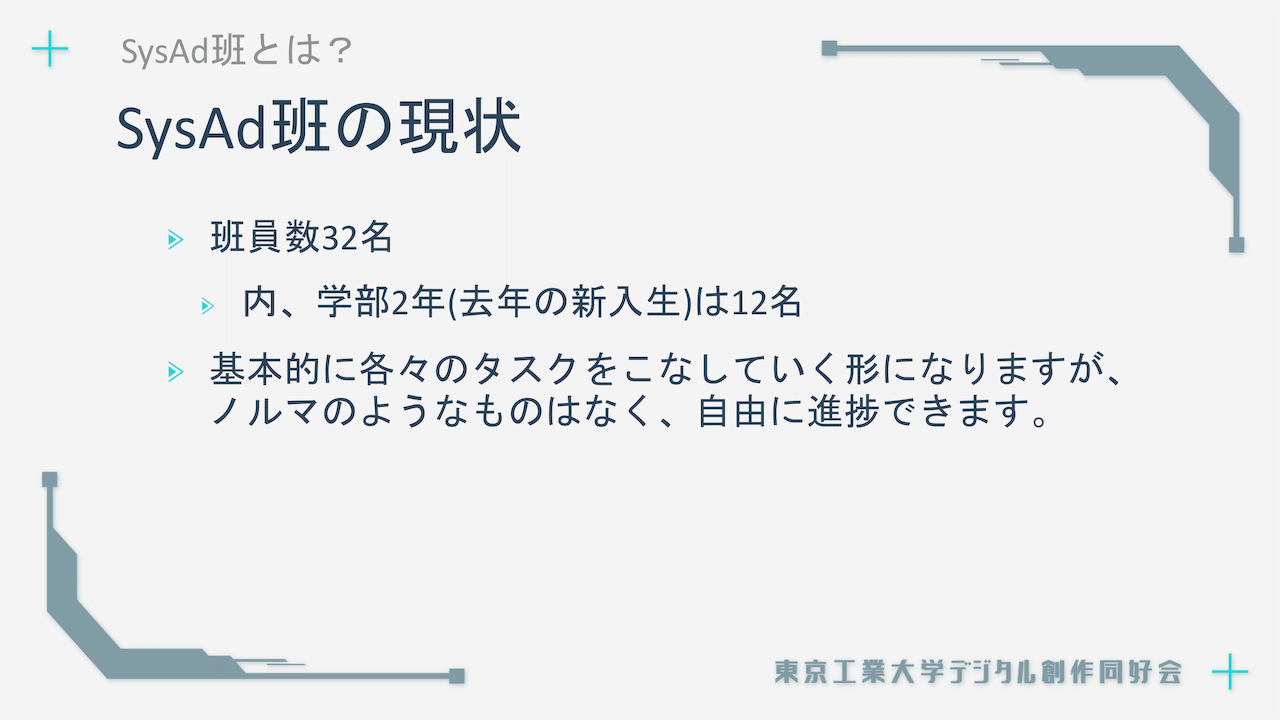 SysAd班とは？
SysAd班の現状
班員数32名
内、学部2年(去年の新入生)は12名
基本的に各々のタスクをこなしていく形になりますが、
ノルマのようなものはなく、自由に進捗できます。
東京工業大学デジタル創作同好会